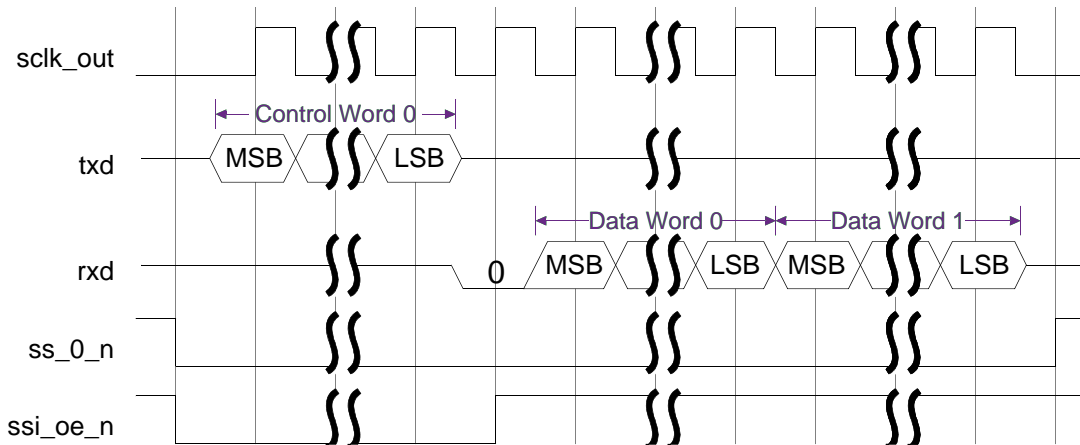 sclk_out
Control Word 0
txd
MSB
LSB
Data Word 0
Data Word 1
rxd
0
MSB
LSB
MSB
LSB
ss_0_n
ssi_oe_n